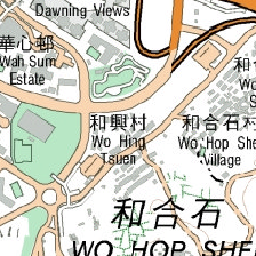 Dawning Views
華心邨
Wah Sum
Estate
和興村
Wo Hing
Tsuen
和合石村
Wo Hop She
Village
和合石
WO HOP SHE